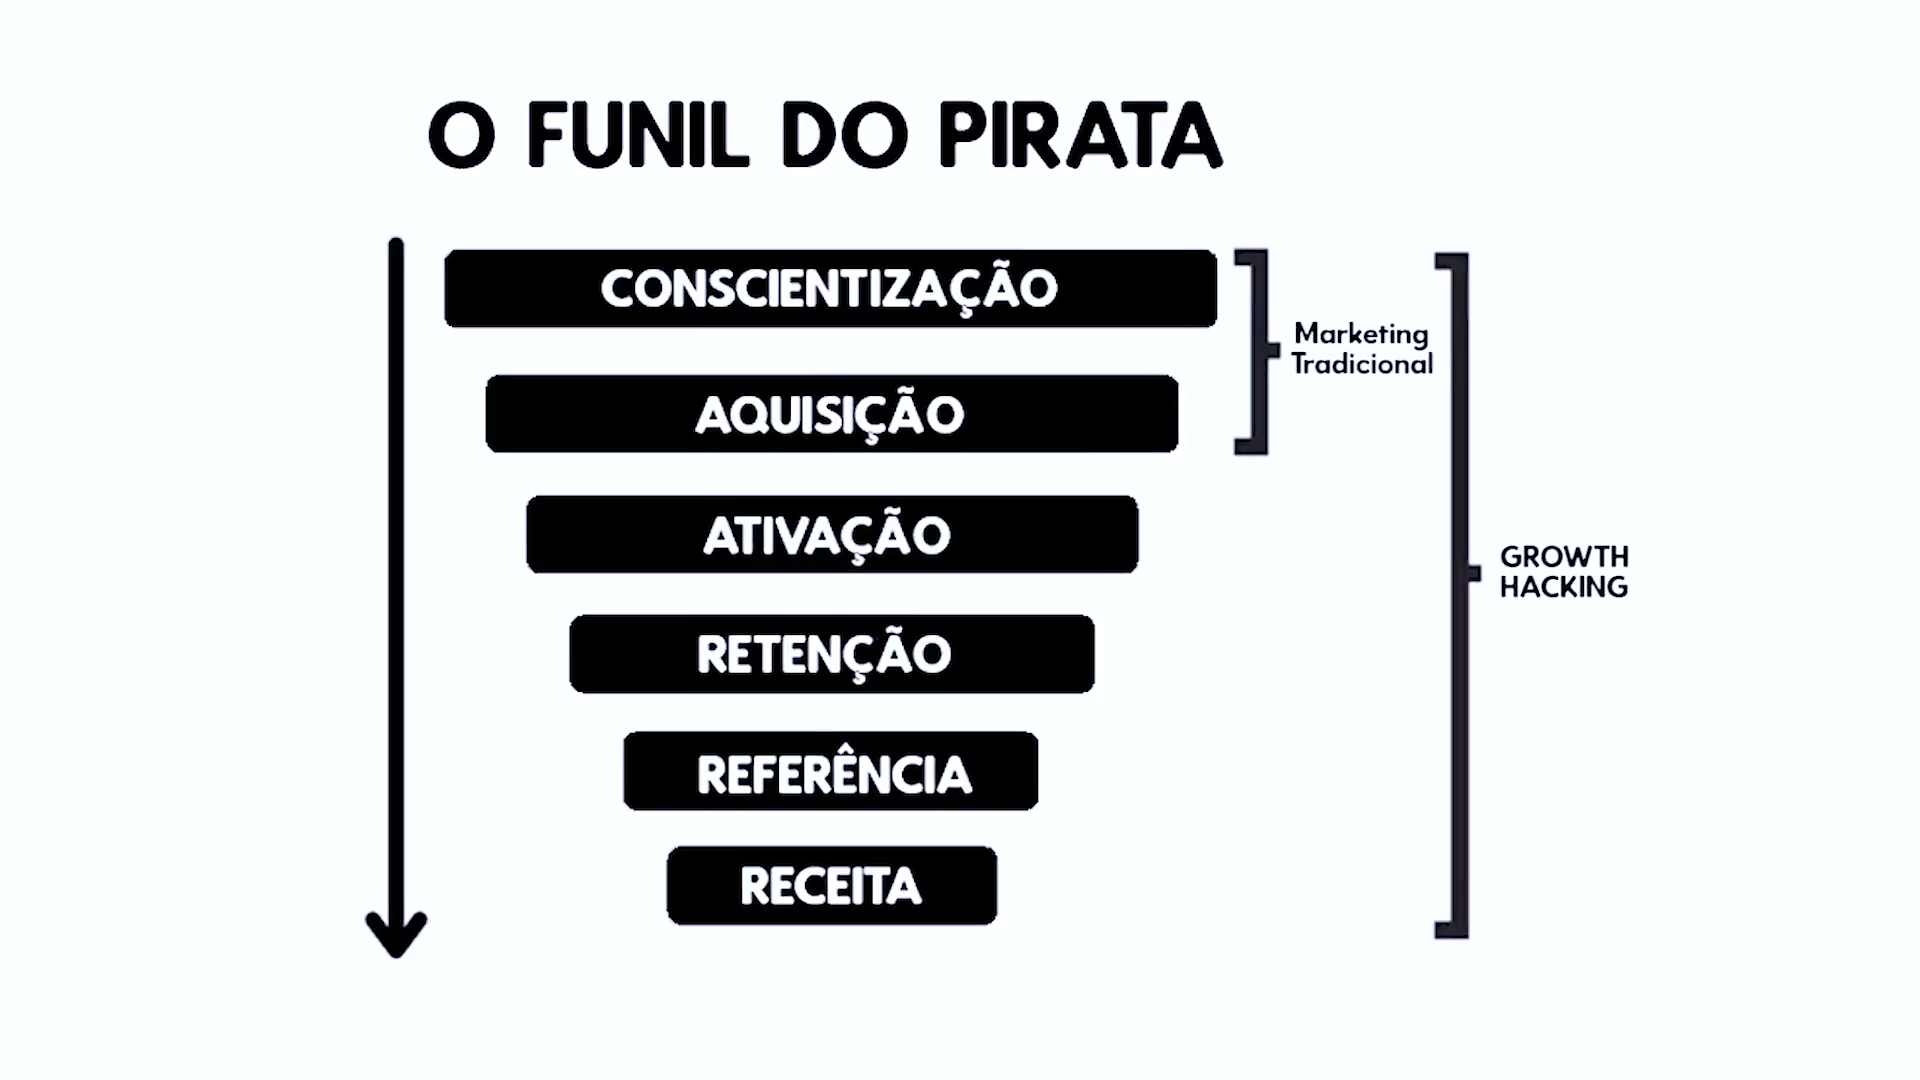 O FUNIL DO PIRATA
CONSCIENTIZAÇÃO
AQUISIÇÃO
ATIVAÇÃO
RETENÇÃO
REFERÊNCIA
RECEITA
Marketing
Tradicional
GROWTH
HACKING